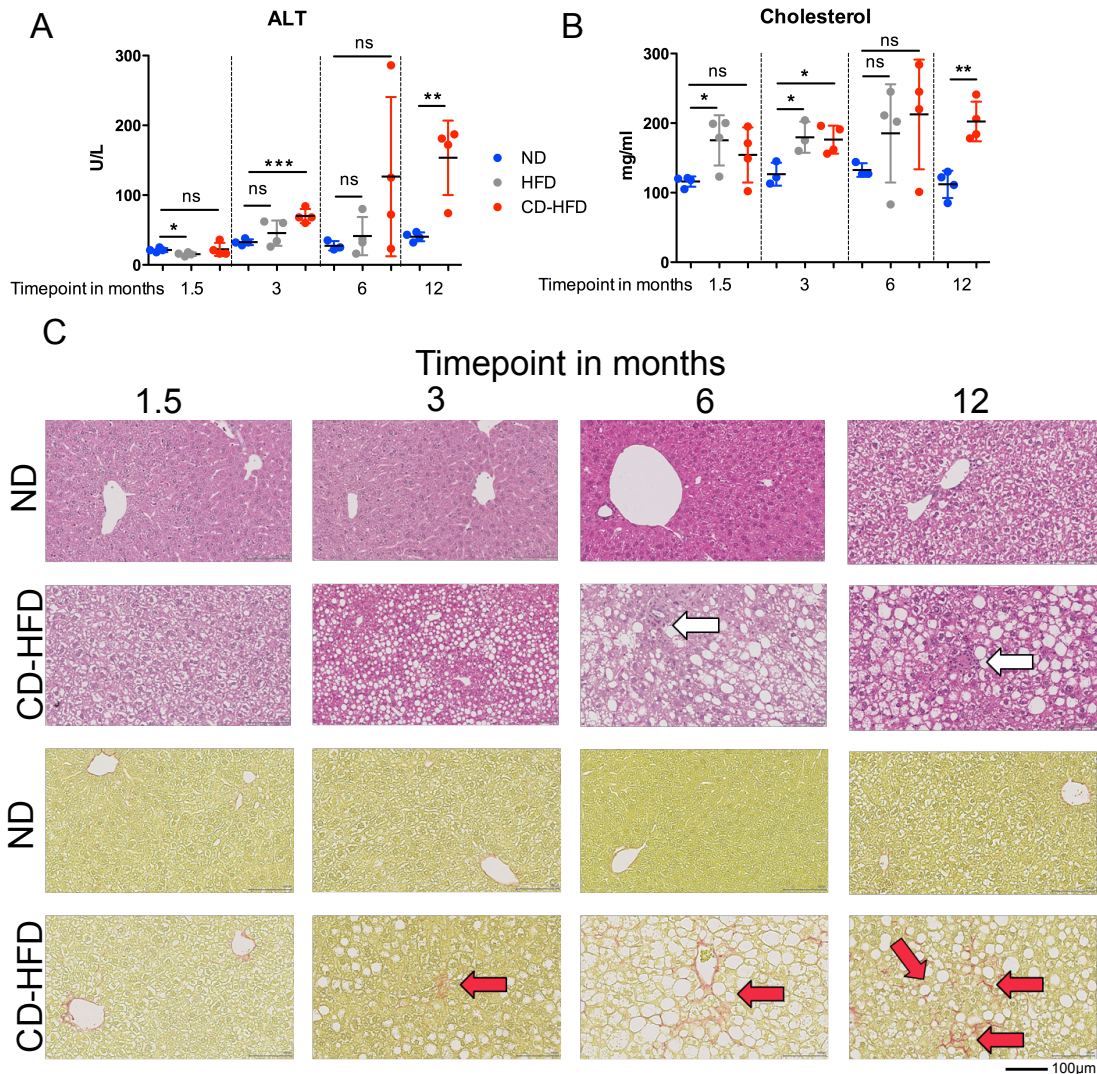 A
ALT
U/L
300
200
100
0
ns
*
ns
***
ns
ns
**
Timepoint in months 1.5 3 6 12
ND
HFD
CD-HFD
B
Cholesterol
mg/ml
300
200
100
0
ns
*
*
*
ns
ns
**
Timepoint in months 1.5 3 6 12
C
Timepoint in months
1.5 3 6 12
ND
CD-HFD
ND
CD-HFD
100µm